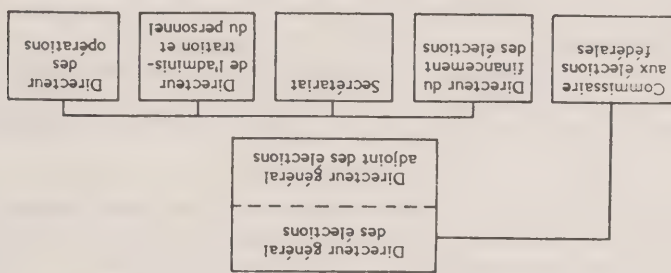 Directeur général
des élections
Directeur général
adjoint des élections
Commissaire
aux élections
fédérales
Directeur du
financement
des élections
Secrétariat
Directeur
de l'adminis-
tration et
du personnel
Directeur
des
opérations